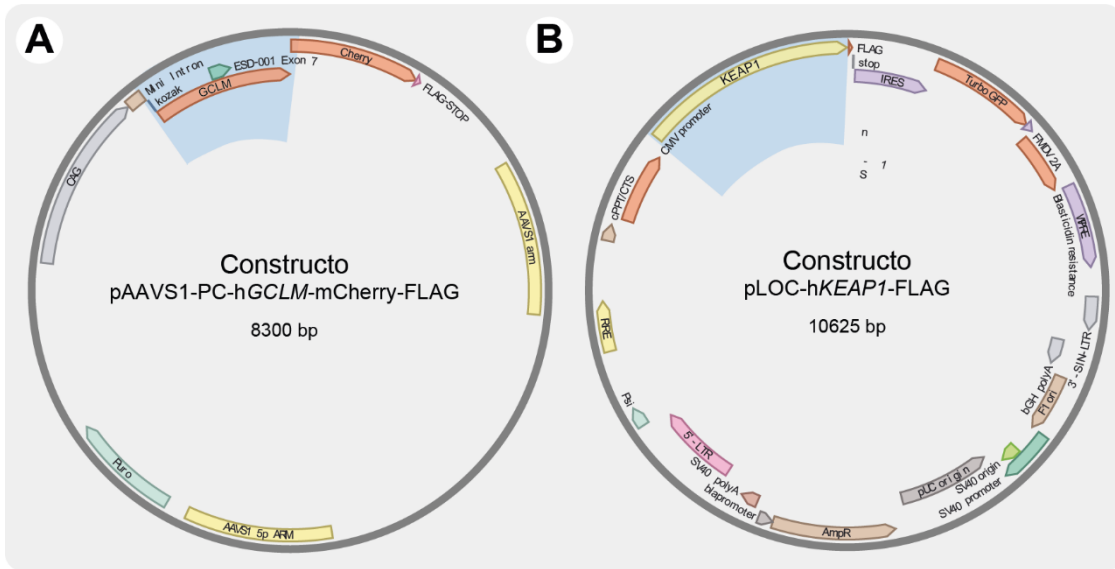 A
Mini Intron
kozak
ESD-001 Exon 7
GCLM
Cherry
FLAG-STOP
CAG
AAVS1 arm
Constructo
pAAVS1-PC-hGCLM-mCherry-FLAG
8300 bp
Puro
AAVS1 5p ARM
B
KEAP1
FLAG
stop
IRES
TurboGFP
FMDV 2A
Blasticidin resistance
WPRE
CMV promoter
n
- 1
S
cPPT/CTS
Constructo
pLOC-hKEAP1-FLAG
10625 bp
RRE
3'-SIN-LTR
bGH polyA
F1 ori
Psi
5'-LTR
SV40 origin
SV40 promoter
pUC origin
SV40 polyA
blapromoter
AmpR